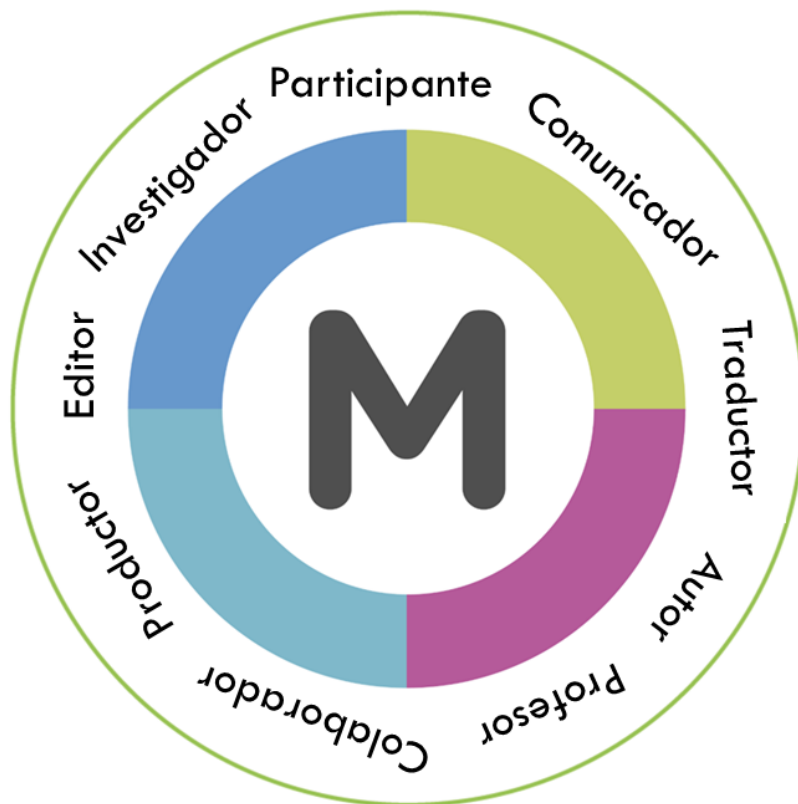 Participante
Comunicador
Traductor
Autor
Profesor
Colaborador
Productor
Editor
Investigador
M